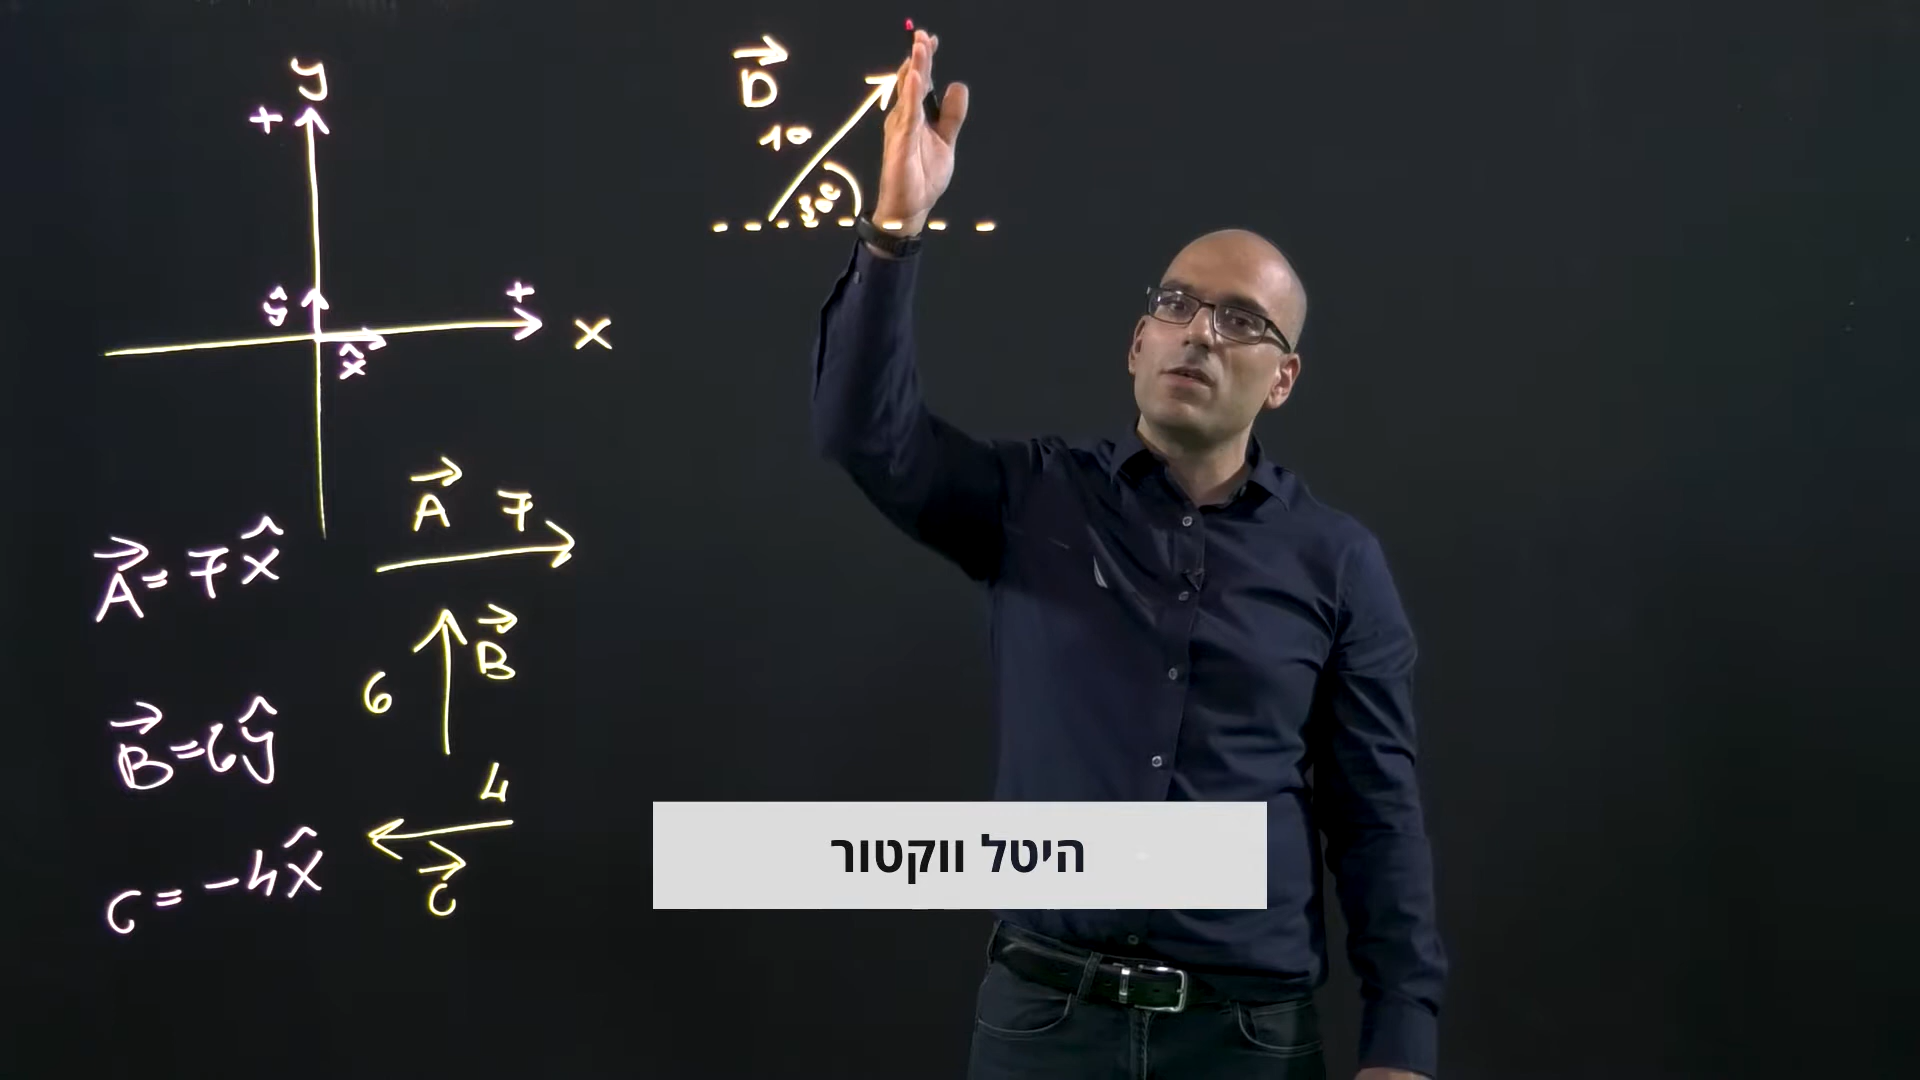 y
+
ŷ
x̂
+
x
D⃗
10
30°
A⃗ 7
A⃗ = 7x̂
B⃗
6
B⃗ = 6ŷ
4
C⃗
C = -4x̂
היטל ווקטור